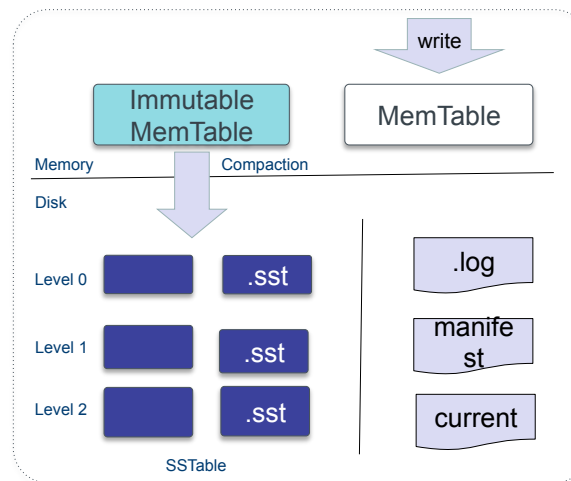 write
Immutable
MemTable
MemTable
Memory
Compaction
Disk
Level 0
.sst
.log
Level 1
.sst
manife
st
Level 2
.sst
current
SSTable